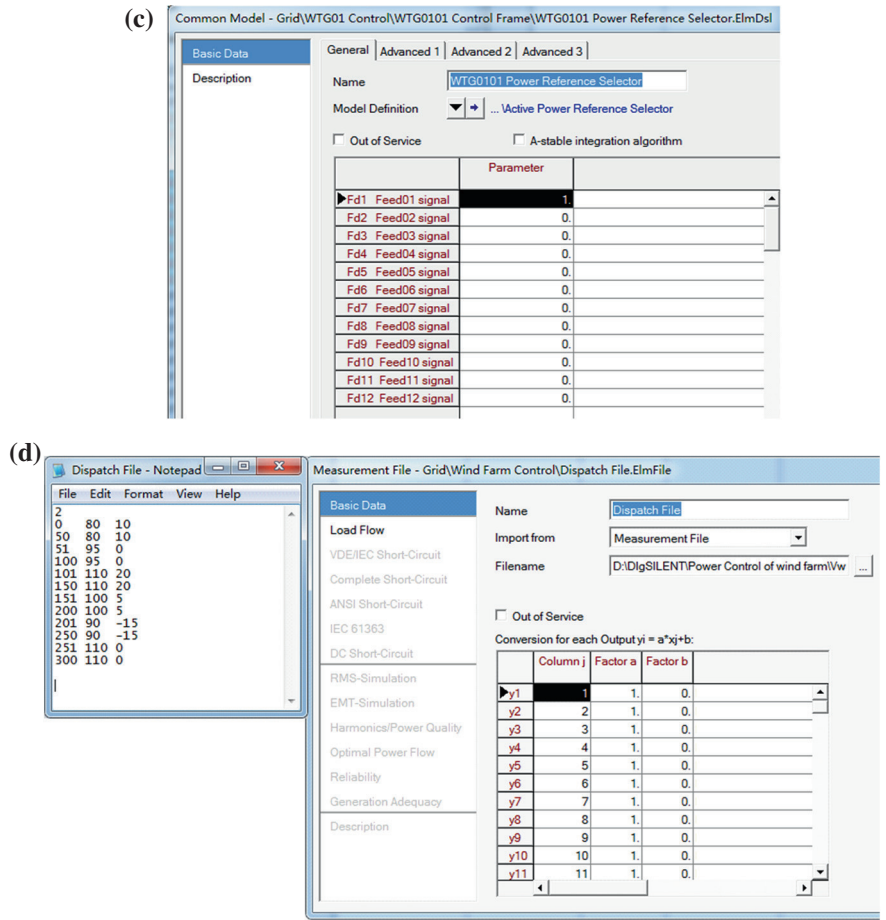 (c)
Common Model - Grid\WTG01 Control\WTG0101 Control Frame\WTG0101 Power Reference Selector.ElmDsl
Basic Data
Description
General Advanced 1 Advanced 2 Advanced 3
Name WTG0101 Power Reference Selector
Model Definition ... \Active Power Reference Selector
Out of Service A-stable integration algorithm
Parameter
Fd1 Feed01 signal 1.
Fd2 Feed02 signal 0.
Fd3 Feed03 signal 0.
Fd4 Feed04 signal 0.
Fd5 Feed05 signal 0.
Fd6 Feed06 signal 0.
Fd7 Feed07 signal 0.
Fd8 Feed08 signal 0.
Fd9 Feed09 signal 0.
Fd10 Feed10 signal 0.
Fd11 Feed11 signal 0.
Fd12 Feed12 signal 0.
(d)
Dispatch File - Notepad
File Edit Format View Help
2
0 80 10
50 80 10
51 95 0
100 95 0
101 110 20
150 110 20
151 100 5
200 100 5
201 90 -15
250 90 -15
251 110 0
300 110 0
Measurement File - Grid\Wind Farm Control\Dispatch File.ElmFile
Basic Data
Load Flow
VDE/IEC Short-Circuit
Complete Short-Circuit
ANSI Short-Circuit
IEC 61363
DC Short-Circuit
RMS-Simulation
EMT-Simulation
Harmonics/Power Quality
Optimal Power Flow
Reliability
Generation Adequacy
Description
Name Dispatch File
Import from Measurement File
Filename D:\DIgSILENT\Power Control of wind farm\Vw ...
Out of Service
Conversion for each Output yi = a*xj+b:
Column j Factor a Factor b
y1 1 1. 0.
y2 2 1. 0.
y3 3 1. 0.
y4 4 1. 0.
y5 5 1. 0.
y6 6 1. 0.
y7 7 1. 0.
y8 8 1. 0.
y9 9 1. 0.
y10 10 1. 0.
y11 11 1. 0.